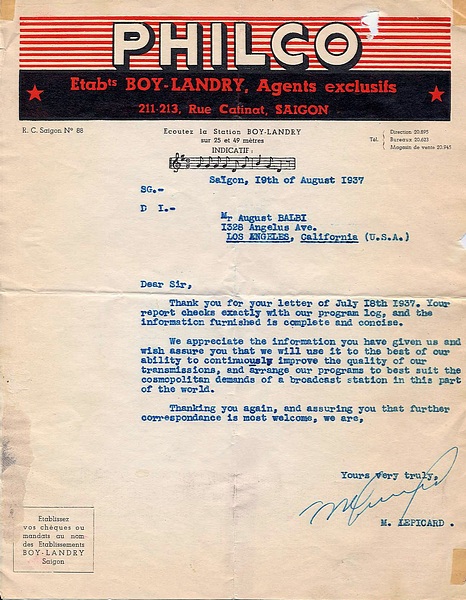 PHILCO
Etabts BOY-LANDRY, Agents exclusifs
211-213, Rue Catinat, SAIGON
R. C. Saigon Nº 88
Ecoutez la Station BOY-LANDRY
sur 25 et 49 mètres
INDICATIF :
Tél.
Direction 20.895
Bureaux 20.623
Magasin de vente 20.945
Saïgon, 19th of August 1937
SG.-
D I.-
Mr August BALBI
1328 Angelus Ave.
LOS ANGELES, California (U.S.A.)
Dear Sir,
Thank you for your letter of July 18th 1937. Your
report checks exactly with our program log, and the
information furnished is complete and concise.
We appreciate the information you have given us and
wish assure you that we will use it to the best of our
ability to continuously improve the quality of our
transmissions, and arrange our programs to best suit the
cosmopolitan demands of a broadcast station in this part
of the world.
Thanking you again, and assuring that further
correspondance is most welcome, we are,
Yours very truly,
M. LEPICARD .
Etablissez
vos chèques ou
mandats au nom
des Etablissements
BOY-LANDRY
Saigon